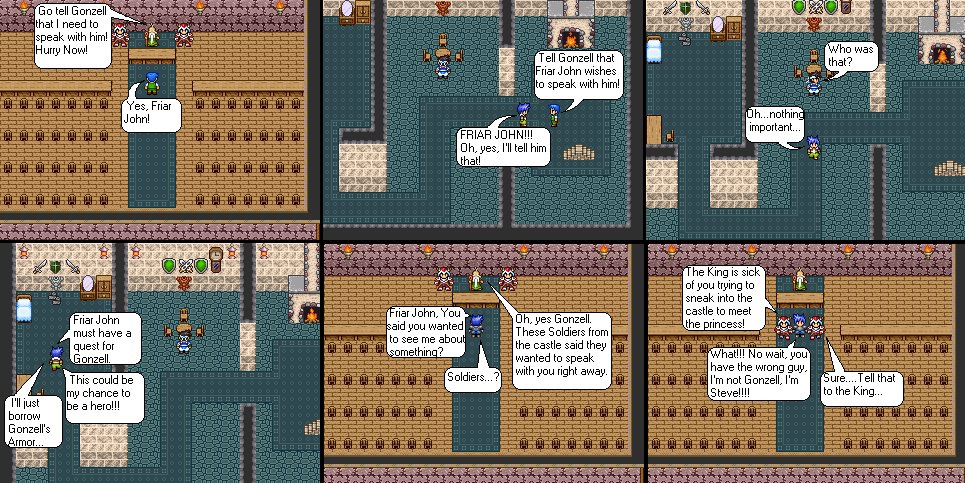 Go tell Gonzell
that I need to
speak with him!
Hurry Now!
Yes, Friar
John!
Tell Gonzell that
Friar John wishes
to speak with him!
FRIAR JOHN!!!
Oh, yes, I'll tell him
that!
Who was
that?
Oh...nothing
important...
Friar John
must have a
quest for
Gonzell.
This could be
my chance to
be a hero!!!
I'll just
borrow
Gonzell's
Armor...
Friar John, You
said you wanted
to see me about
something?
Oh, yes Gonzell.
These Soldiers from
the castle said they
wanted to speak
with you right away.
Soldiers...?
The King is sick
of you trying to
sneak into the
castle to meet
the princess!
What!!! No wait, you
have the wrong guy,
I'm not Gonzell, I'm
Steve!!!!
Sure....Tell that
to the King...